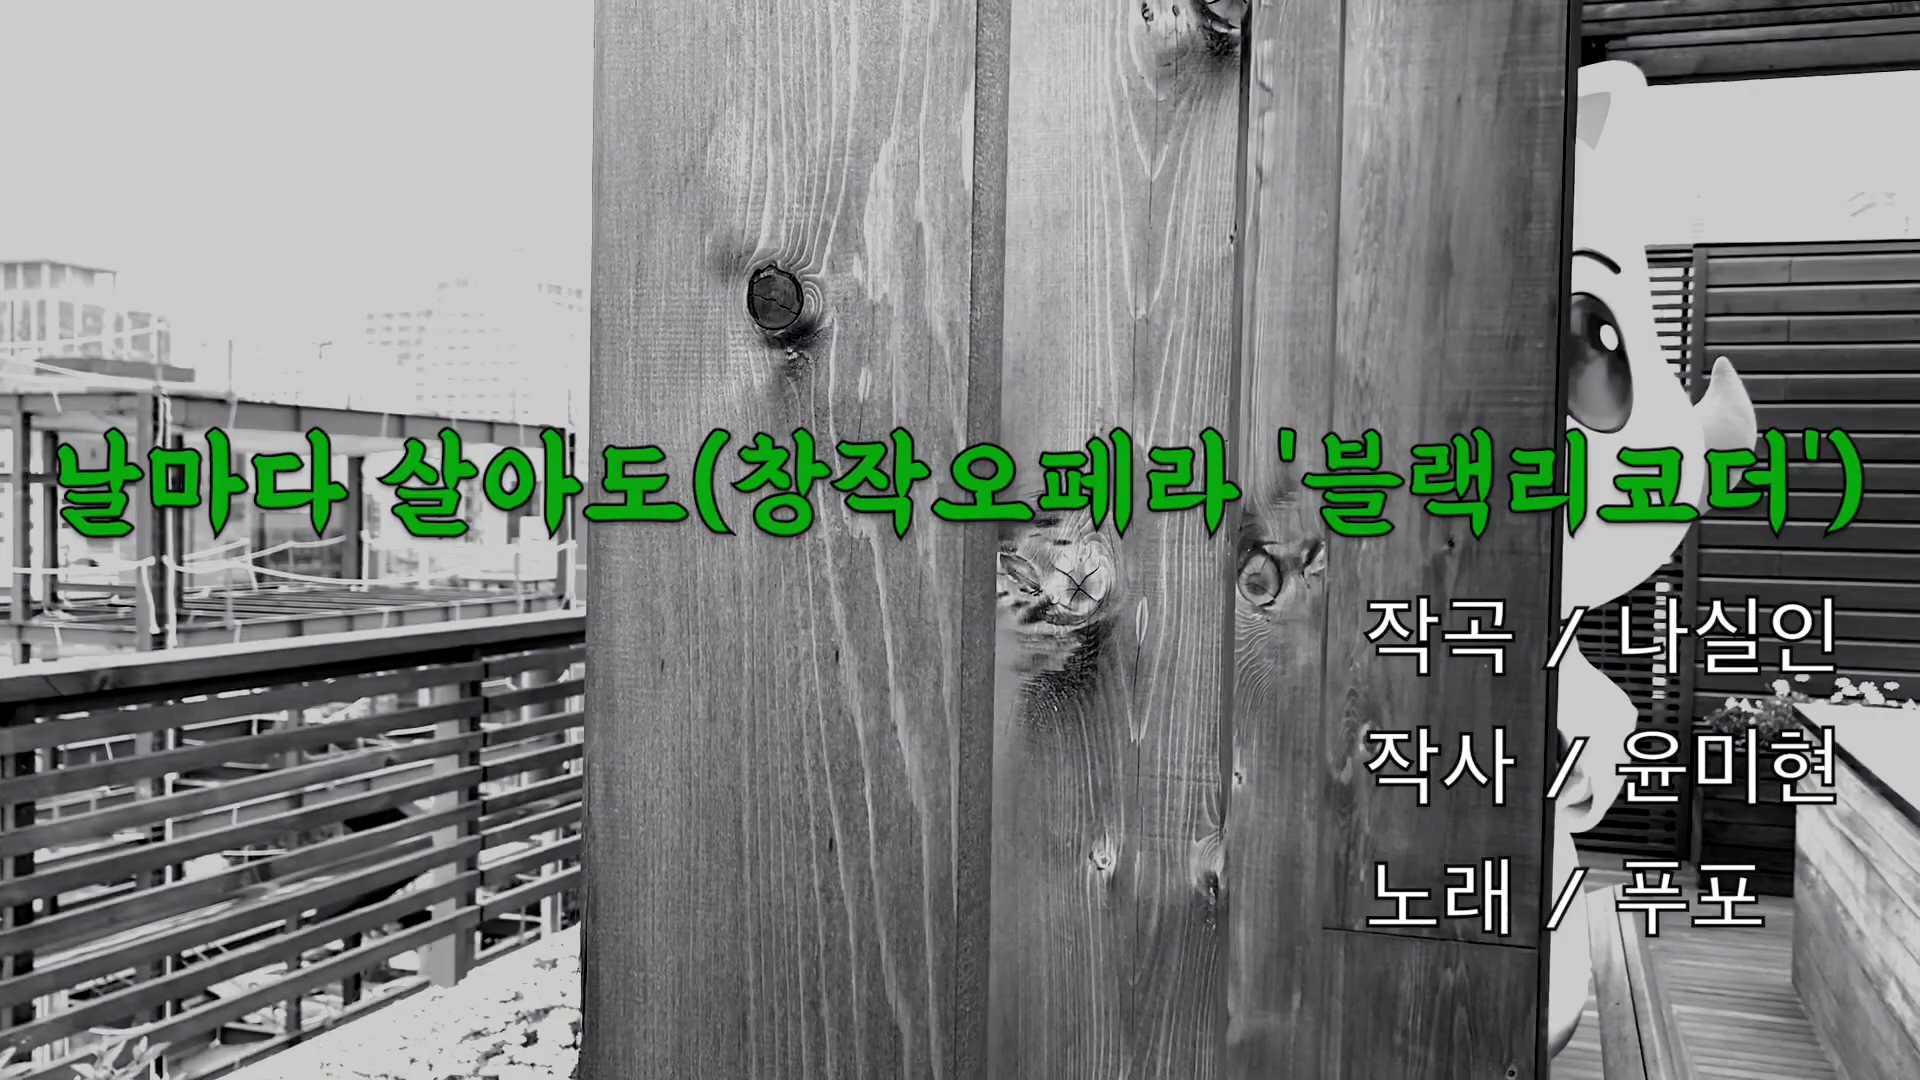 날마다 살아도(창작오페라 '블랙리코더')
작곡 / 나실인
작사 / 윤미현
노래 / 푸포